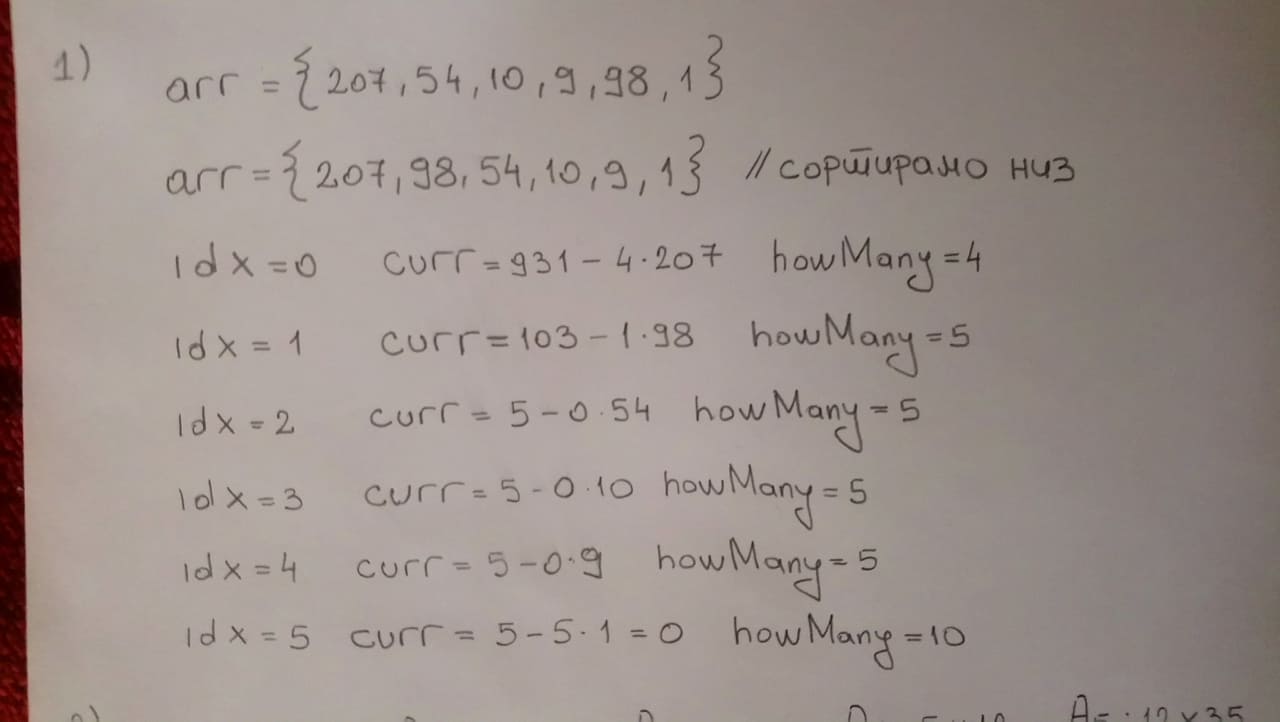 1) arr = {207, 54, 10, 9, 98, 1}
arr = {207, 98, 54, 10, 9, 1} // сортирамо низ
idx = 0 curr = 931 - 4·207 howMany = 4
idx = 1 curr = 103 - 1·98 howMany = 5
idx = 2 curr = 5 - 0·54 howMany = 5
idx = 3 curr = 5 - 0·10 howMany = 5
idx = 4 curr = 5 - 0·9 howMany = 5
idx = 5 curr = 5 - 5·1 = 0 howMany = 10